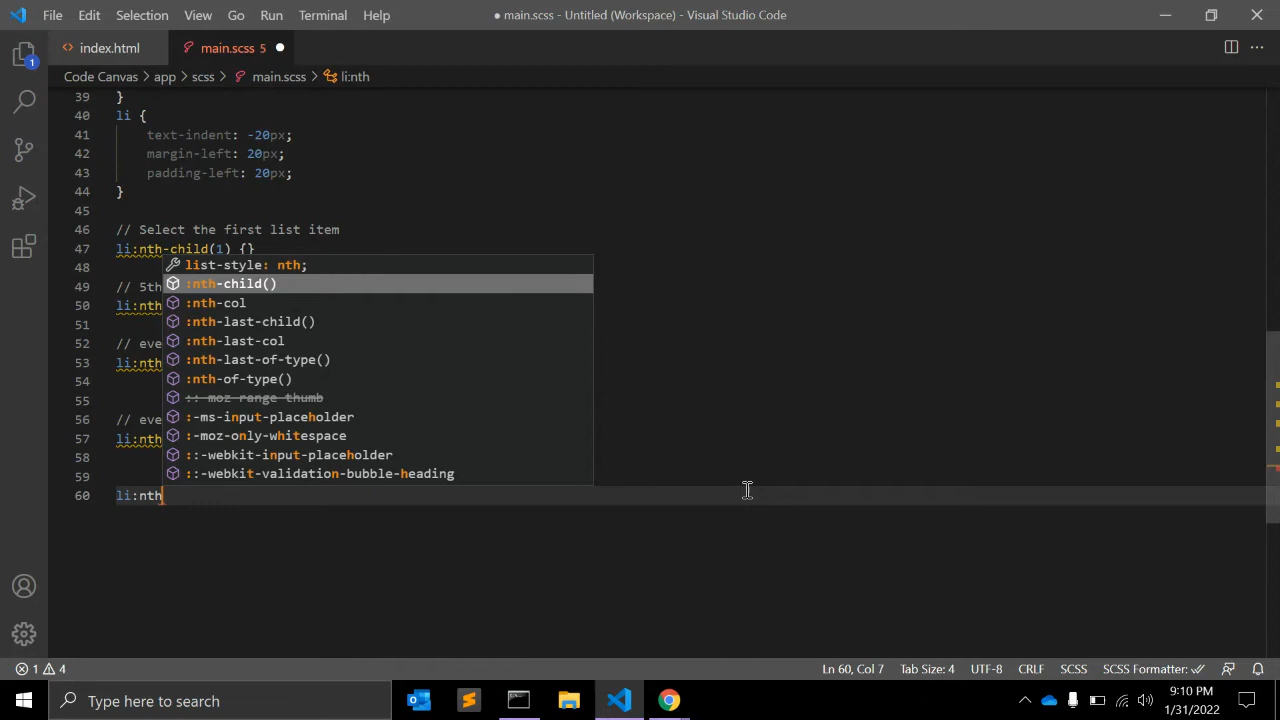 File Edit Selection View Go Run Terminal Help ● main.scss - Untitled (Workspace) - Visual Studio Code
index.html main.scss 5
Code Canvas > app > scss > main.scss > li:nth
1
39 }
40 li {
41 text-indent: -20px;
42 margin-left: 20px;
43 padding-left: 20px;
44 }
45
46 // Select the first list item
47 li:nth-child(1) {}
list-style: nth;
48
:nth-child()
49 // 5th
:nth-col
50 li:nth
:nth-last-child()
51
:nth-last-col
52 // eve
:nth-last-of-type()
53 li:nth
:nth-of-type()
54
::-moz-range-thumb
55
:-ms-input-placeholder
56 // eve
:-moz-only-whitespace
57 li:nth
::-webkit-input-placeholder
58
::-webkit-validation-bubble-heading
59
60 li:nth
1 4 Ln 60, Col 7 Tab Size: 4 UTF-8 CRLF SCSS SCSS Formatter:
Type here to search
9:10 PM
1/31/2022